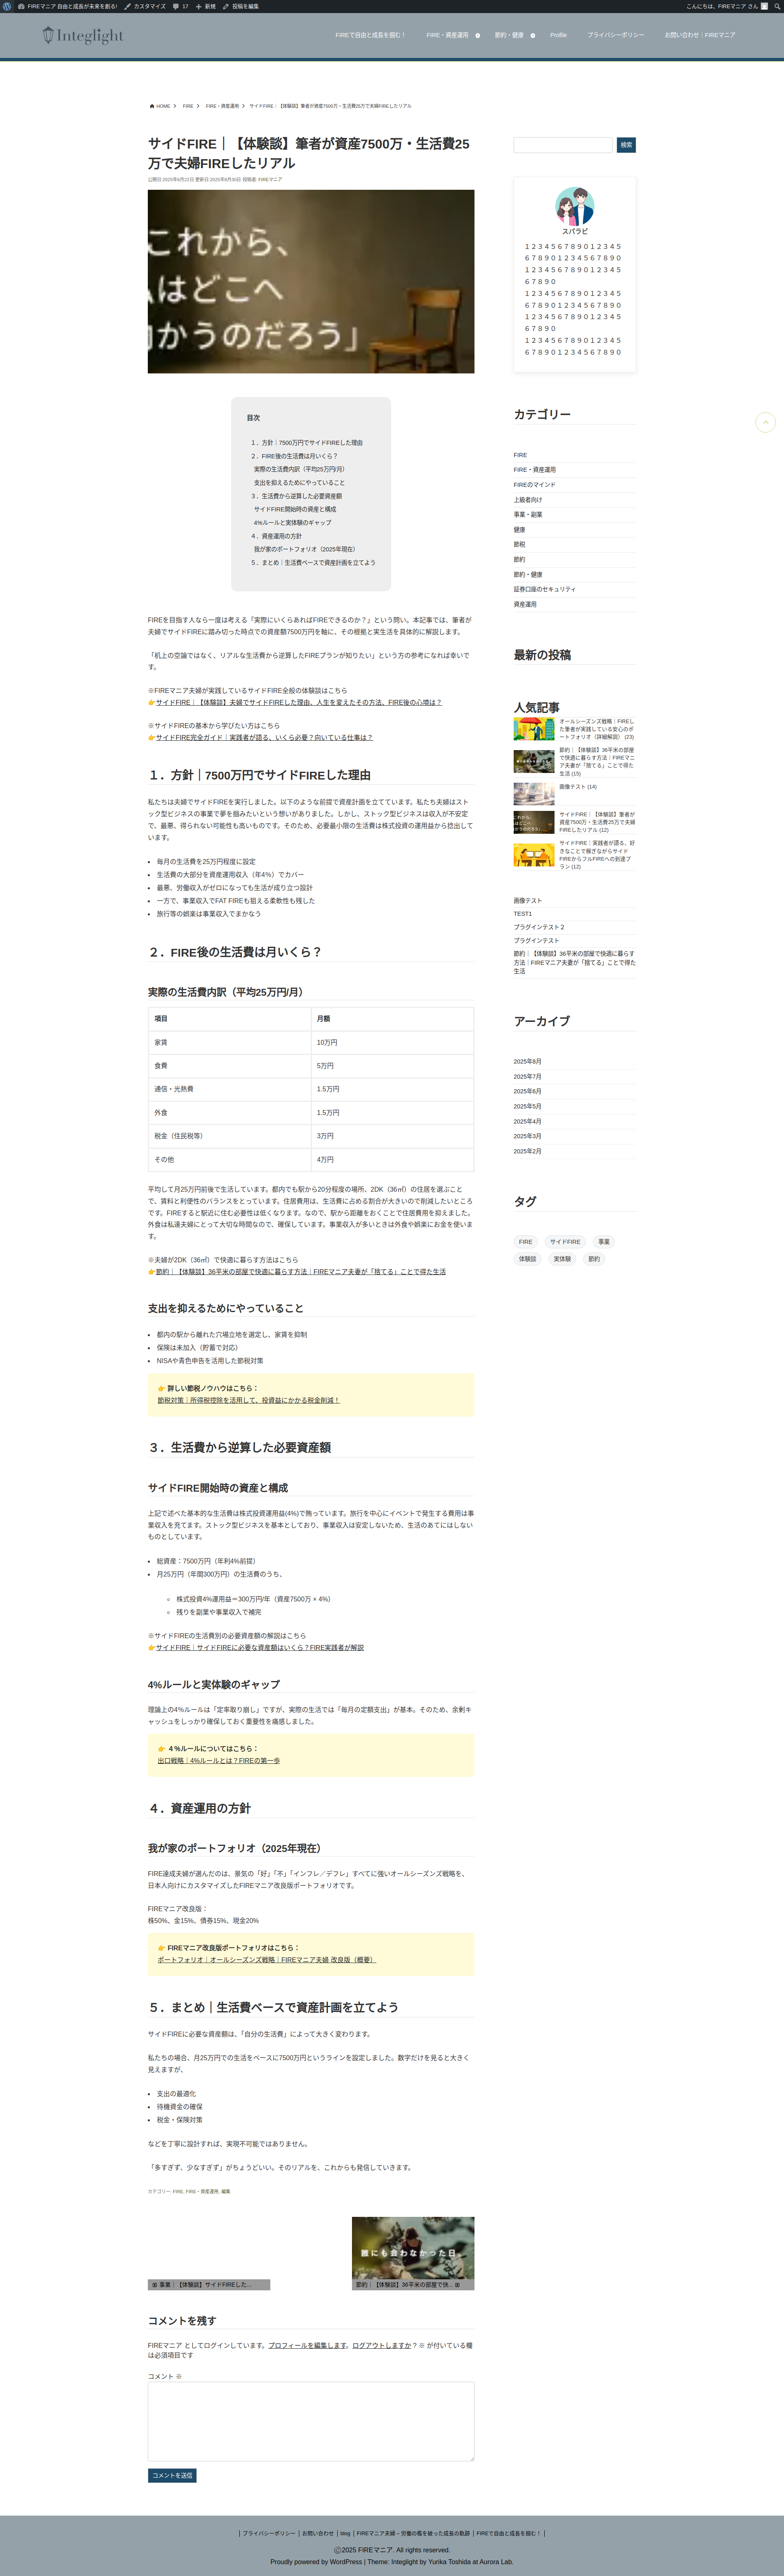 FIREマニア 自由と成長が未来を創る!
カスタマイズ
17
新規
投稿を編集
こんにちは、FIREマニア さん
Integlight
FIREで自由と成長を掴む！
FIRE・資産運用
節約・健康
Profile
プライバシーポリシー
お問い合わせ｜FIREマニア
HOME
FIRE
FIRE・資産運用
サイドFIRE｜【体験談】筆者が資産7500万・生活費25万で夫婦FIREしたリアル
サイドFIRE｜【体験談】筆者が資産7500万・生活費25
万で夫婦FIREしたリアル
公開日:2025年6月22日 更新日:2025年8月30日 投稿者: FIREマニア
これから、
はどこへ
向かうのだろう」
目次
1．方針｜7500万円でサイドFIREした理由
2．FIRE後の生活費は月いくら？
実際の生活費内訳（平均25万円/月）
支出を抑えるためにやっていること
3．生活費から逆算した必要資産額
サイドFIRE開始時の資産と構成
4%ルールと実体験のギャップ
4．資産運用の方針
我が家のポートフォリオ（2025年現在）
5．まとめ｜生活費ベースで資産計画を立てよう
FIREを目指す人なら一度は考える「実際にいくらあればFIREできるのか？」という問い。本記事では、筆者が
夫婦でサイドFIREに踏み切った時点での資産額7500万円を軸に、その根拠と実生活を具体的に解説します。
「机上の空論ではなく、リアルな生活費から逆算したFIREプランが知りたい」という方の参考になれば幸いで
す。
※FIREマニア夫婦が実践しているサイドFIRE全般の体験談はこちら
👉サイドFIRE｜【体験談】夫婦でサイドFIREした理由、人生を変えたその方法、FIRE後の心境は？
※サイドFIREの基本から学びたい方はこちら
👉サイドFIRE完全ガイド｜実践者が語る、いくら必要？向いている仕事は？
１．方針｜7500万円でサイドFIREした理由
私たちは夫婦でサイドFIREを実行しました。以下のような前提で資産計画を立てています。私たち夫婦はスト
ック型ビジネスの事業で夢を掴みたいという想いがありました。しかし、ストック型ビジネスは収入が不安定
で、最悪、得られない可能性も高いものです。そのため、必要最小限の生活費は株式投資の運用益から捻出して
います。
• 毎月の生活費を25万円程度に設定
• 生活費の大部分を資産運用収入（年4%）でカバー
• 最悪、労働収入がゼロになっても生活が成り立つ設計
• 一方で、事業収入でFAT FIREも狙える柔軟性も残した
• 旅行等の娯楽は事業収入でまかなう
２．FIRE後の生活費は月いくら？
実際の生活費内訳（平均25万円/月）
項目 月額
家賃 10万円
食費 5万円
通信・光熱費 1.5万円
外食 1.5万円
税金（住民税等） 3万円
その他 4万円
平均して月25万円前後で生活しています。都内でも駅から20分程度の場所、2DK（36㎡）の住居を選ぶこと
で、賃料と利便性のバランスをとっています。住居費用は、生活費に占める割合が大きいので削減したいところ
です。FIREすると駅近に住む必要性は低くなります。なので、駅から距離をおくことで住居費用を抑えました。
外食は私達夫婦にとって大切な時間なので、確保しています。事業収入が多いときは外食や娯楽にお金を使いま
す。
※夫婦が2DK（36㎡）で快適に暮らす方法はこちら
👉節約｜【体験談】36平米の部屋で快適に暮らす方法｜FIREマニア夫妻が「捨てる」ことで得た生活
支出を抑えるためにやっていること
• 都内の駅から離れた穴場立地を選定し、家賃を抑制
• 保険は未加入（貯蓄で対応）
• NISAや青色申告を活用した節税対策
👉 詳しい節税ノウハウはこちら：
節税対策｜所得税控除を活用して、投資益にかかる税金削減！
３．生活費から逆算した必要資産額
サイドFIRE開始時の資産と構成
上記で述べた基本的な生活費は株式投資運用益(4%)で賄っています。旅行を中心にイベントで発生する費用は事
業収入を充てます。ストック型ビジネスを基本としており、事業収入は安定しないため、生活のあてにはしない
ものとしています。
• 総資産：7500万円（年利4%前提）
• 月25万円（年間300万円）の生活費のうち、
◦ 株式投資4%運用益＝300万円/年（資産7500万 × 4%）
◦ 残りを副業や事業収入で補完
※サイドFIREの生活費別の必要資産額の解説はこちら
👉サイドFIRE｜サイドFIREに必要な資産額はいくら？FIRE実践者が解説
4%ルールと実体験のギャップ
理論上の4%ルールは「定率取り崩し」ですが、実際の生活では「毎月の定額支出」が基本。そのため、余剰キ
ャッシュをしっかり確保しておく重要性を痛感しました。
👉 ４%ルールについてはこちら：
出口戦略｜4%ルールとは？FIREの第一歩
４．資産運用の方針
我が家のポートフォリオ（2025年現在）
FIRE達成夫婦が選んだのは、景気の「好」「不」「インフレ／デフレ」すべてに強いオールシーズンズ戦略を、
日本人向けにカスタマイズしたFIREマニア改良版ポートフォリオです。
FIREマニア改良版：
株50%、金15%、債券15%、現金20%
👉 FIREマニア改良版ポートフォリオはこちら：
ポートフォリオ｜オールシーズンズ戦略｜FIREマニア夫婦 改良版（概要）
５．まとめ｜生活費ベースで資産計画を立てよう
サイドFIREに必要な資産額は、「自分の生活費」によって大きく変わります。
私たちの場合、月25万円での生活をベースに7500万円というラインを設定しました。数字だけを見ると大きく
見えますが、
• 支出の最適化
• 待機資金の確保
• 税金・保険対策
などを丁寧に設計すれば、実現不可能ではありません。
「多すぎず、少なすぎず」がちょうどいい。そのリアルを、これからも発信していきます。
カテゴリー: FIRE, FIRE・資産運用, 編集
事業｜【体験談】サイドFIREした...
誰にも会わなかった日、
節約｜【体験談】36平米の部屋で快...
コメントを残す
FIREマニア としてログインしています。プロフィールを編集します。ログアウトしますか ? ※ が付いている欄
は必須項目です
コメント ※
コメントを送信
検索
スパラビ
１２３４５６７８９０１２３４５
６７８９０１２３４５６７８９０
１２３４５６７８９０１２３４５
６７８９０
１２３４５６７８９０１２３４５
６７８９０１２３４５６７８９０
１２３４５６７８９０１２３４５
６７８９０
１２３４５６７８９０１２３４５
６７８９０１２３４５６７８９０
カテゴリー
FIRE
FIRE・資産運用
FIREのマインド
上級者向け
事業・副業
健康
節税
節約
節約・健康
証券口座のセキュリティ
資産運用
最新の投稿
人気記事
オールシーズンズ戦略｜FIREし
た筆者が実践している安心のポ
ートフォリオ（詳細解説） (23)
節約｜【体験談】36平米の部屋
で快適に暮らす方法｜FIREマニ
ア夫妻が「捨てる」ことで得た
生活 (15)
画像テスト (14)
サイドFIRE｜【体験談】筆者が
資産7500万・生活費25万で夫婦
FIREしたリアル (12)
サイドFIRE｜実践者が語る、好
きなことで稼ぎながらサイド
FIREからフルFIREへの到達プ
ラン (12)
画像テスト
TEST1
プラグインテスト２
プラグインテスト
節約｜【体験談】36平米の部屋で快適に暮らす
方法｜FIREマニア夫妻が「捨てる」ことで得た
生活
アーカイブ
2025年8月
2025年7月
2025年6月
2025年5月
2025年4月
2025年3月
2025年2月
タグ
FIRE
サイドFIRE
事業
体験談
実体験
節約
プライバシーポリシー
お問い合わせ
blog
FIREマニア夫婦 – 労働の檻を破った成長の軌跡
FIREで自由と成長を掴む！
Ⓒ2025 FIREマニア. All rights reserved.
Proudly powered by WordPress | Theme: Integlight by Yurika Toshida at Aurora Lab.